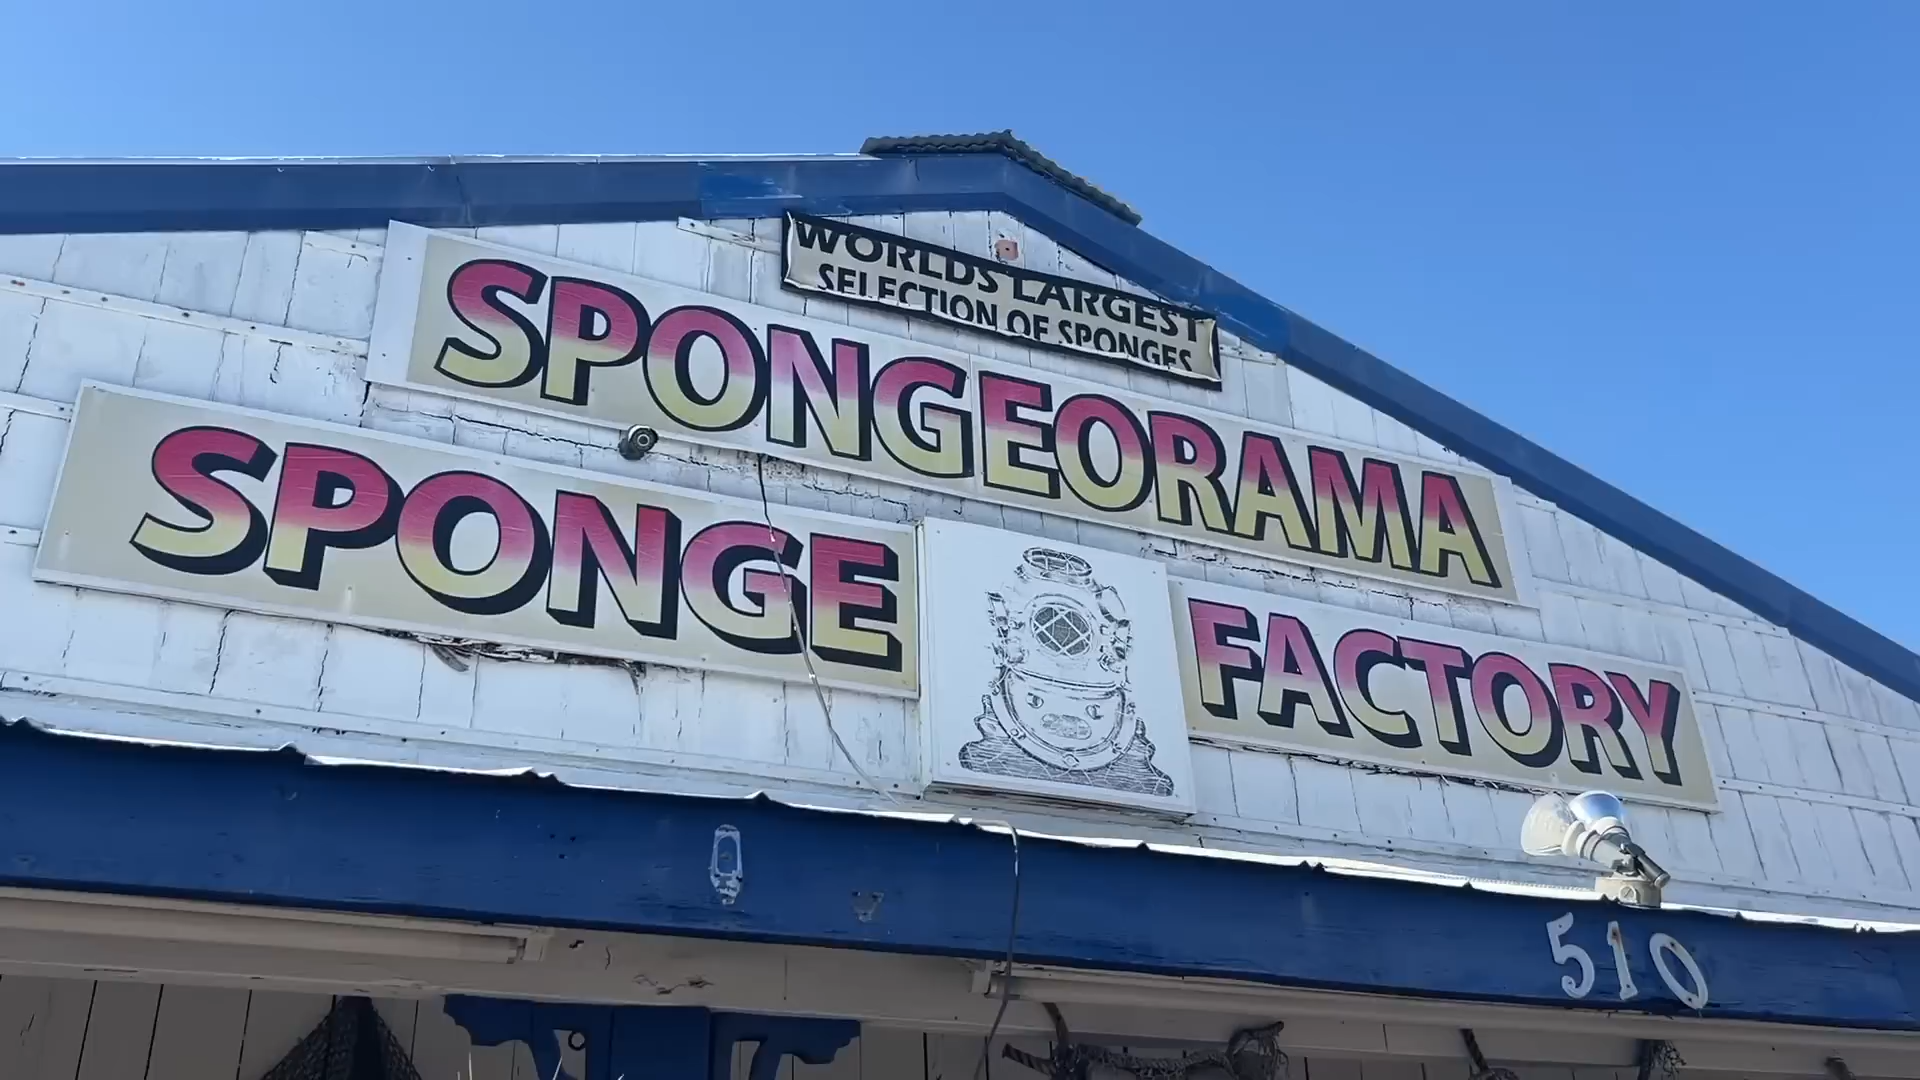 WORLDS LARGEST
SELECTION OF SPONGES
SPONGEORAMA
SPONGE FACTORY
510